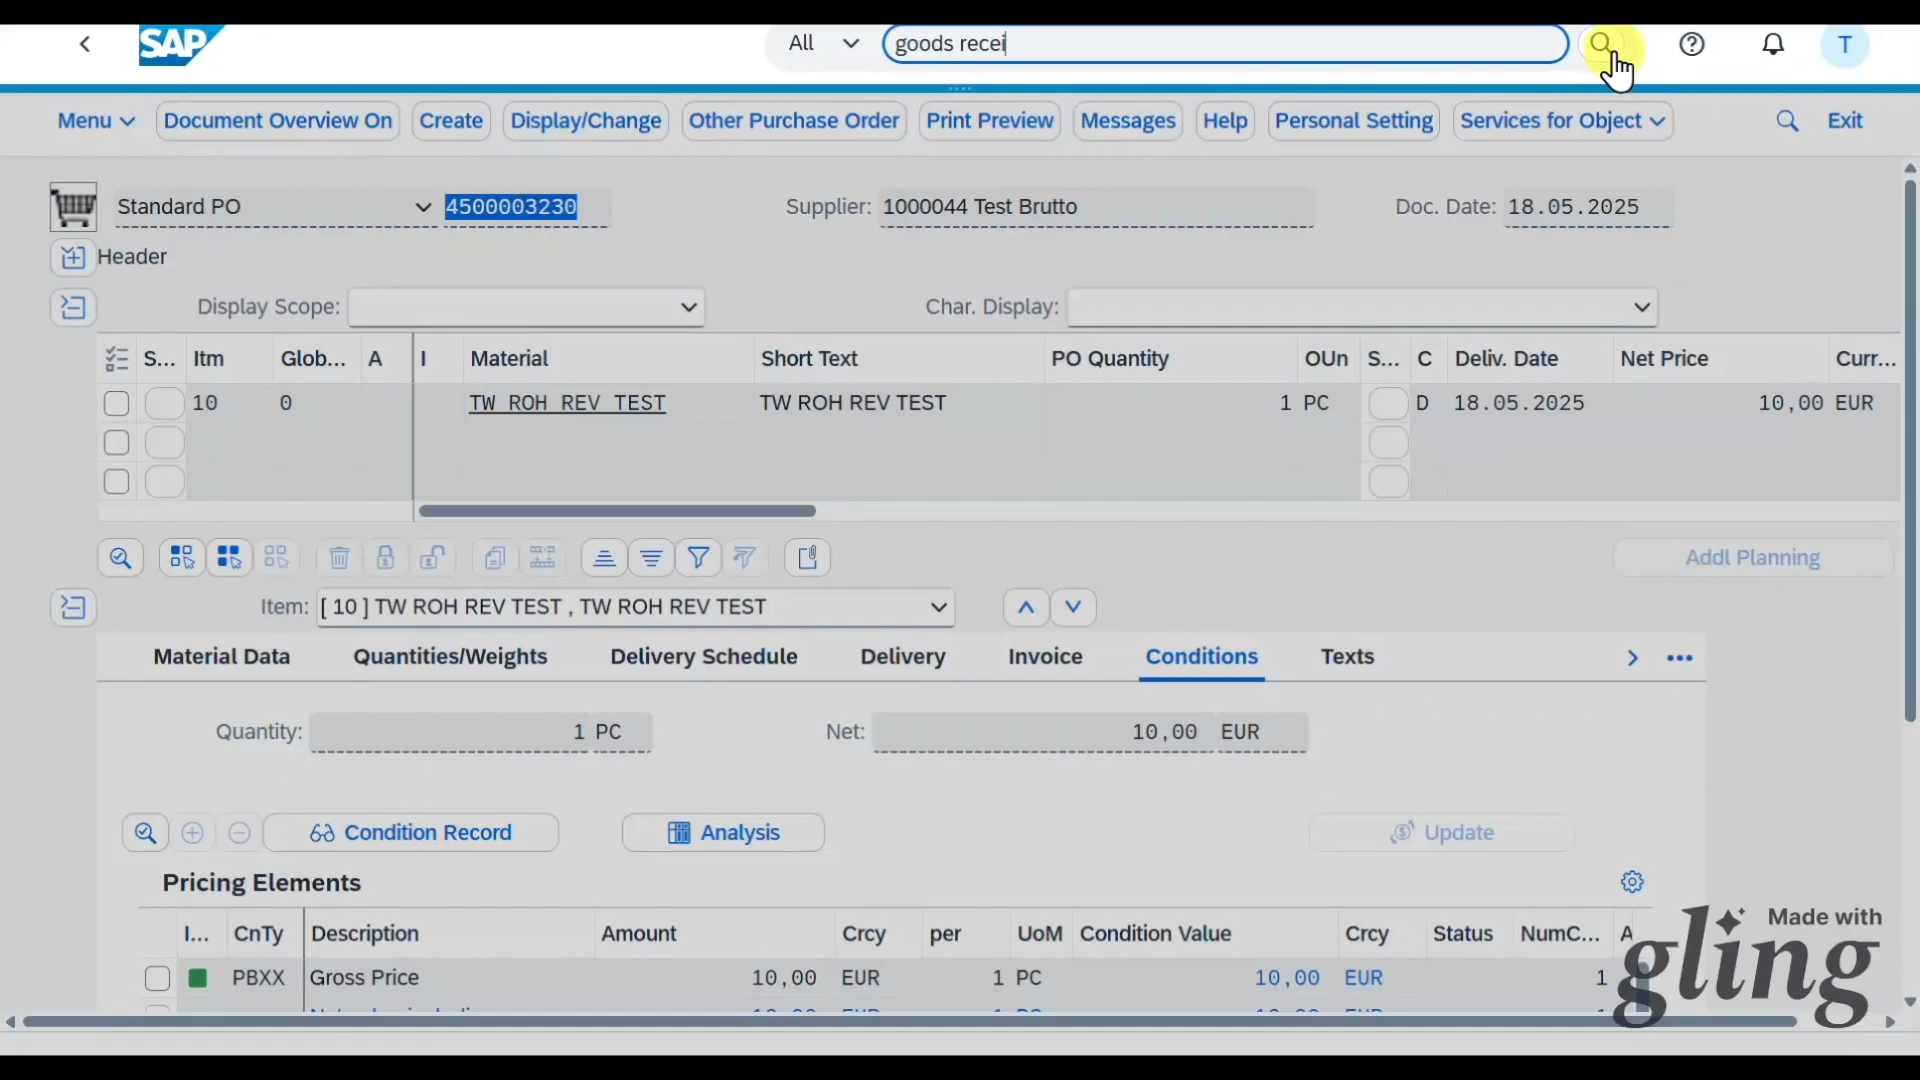 SAP All goods recei T
Menu Document Overview On Create Display/Change Other Purchase Order Print Preview Messages Help Personal Setting Services for Object Exit
Standard PO 4500003230 Supplier: 1000044 Test Brutto Doc. Date: 18.05.2025
Header
Display Scope: Char. Display:
S... Itm Glob... A I Material Short Text PO Quantity OUn S... C Deliv. Date Net Price Curr...
10 0 TW ROH REV TEST TW ROH REV TEST 1 PC D 18.05.2025 10,00 EUR
Addl Planning
Item: [ 10 ] TW ROH REV TEST , TW ROH REV TEST
Material Data Quantities/Weights Delivery Schedule Delivery Invoice Conditions Texts
Quantity: 1 PC Net: 10,00 EUR
Condition Record Analysis Update
Pricing Elements
I... CnTy Description Amount Crcy per UoM Condition Value Crcy Status NumC... A
PBXX Gross Price 10,00 EUR 1 PC 10,00 EUR 1
Made with
gling